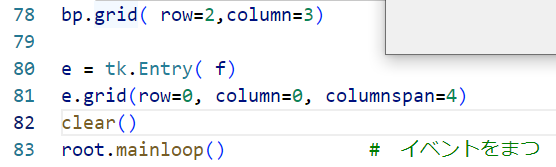 78 bp.grid( row=2,column=3)
79
80 e = tk.Entry( f)
81 e.grid(row=0, column=0, columnspan=4)
82 clear()
83 root.mainloop() # イベントをまつ